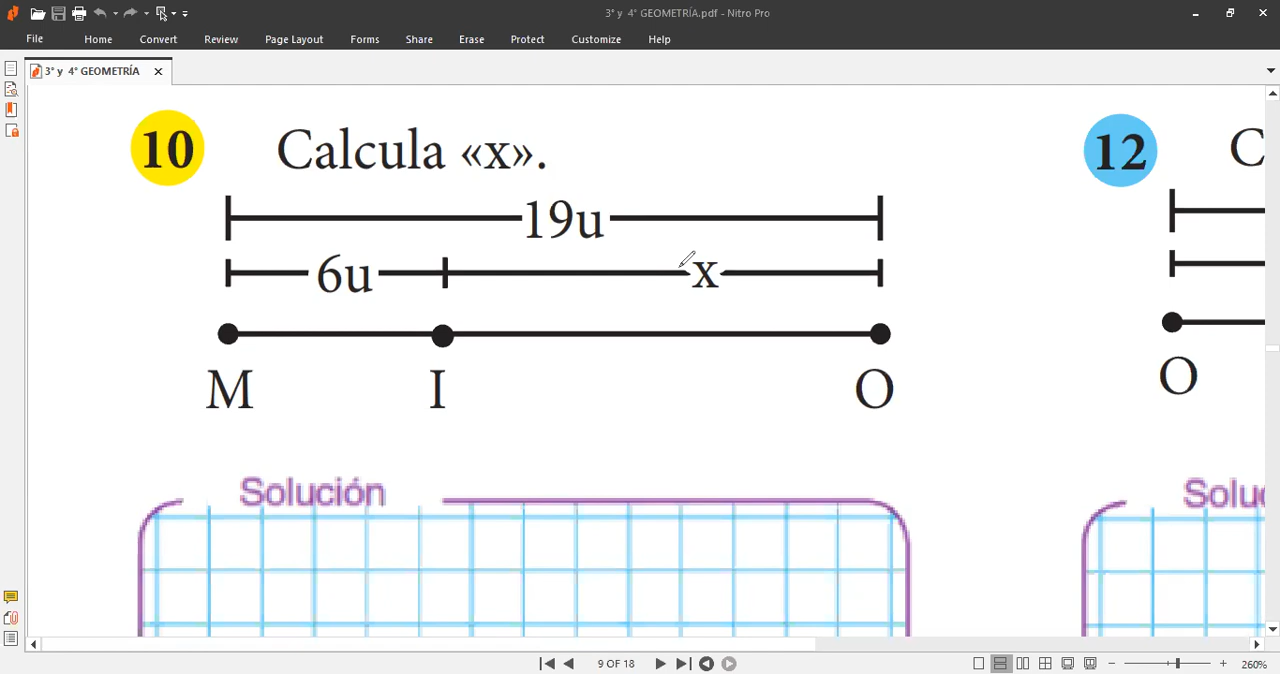 3° y  4° GEOMETRÍA.pdf - Nitro Pro
File Home Convert Review Page Layout Forms Share Erase Protect Customize Help
3° y  4° GEOMETRÍA
10 Calcula «x».
19u
6u x
M I O
Solución
12 C
O
Soluc
9 OF 18
260%